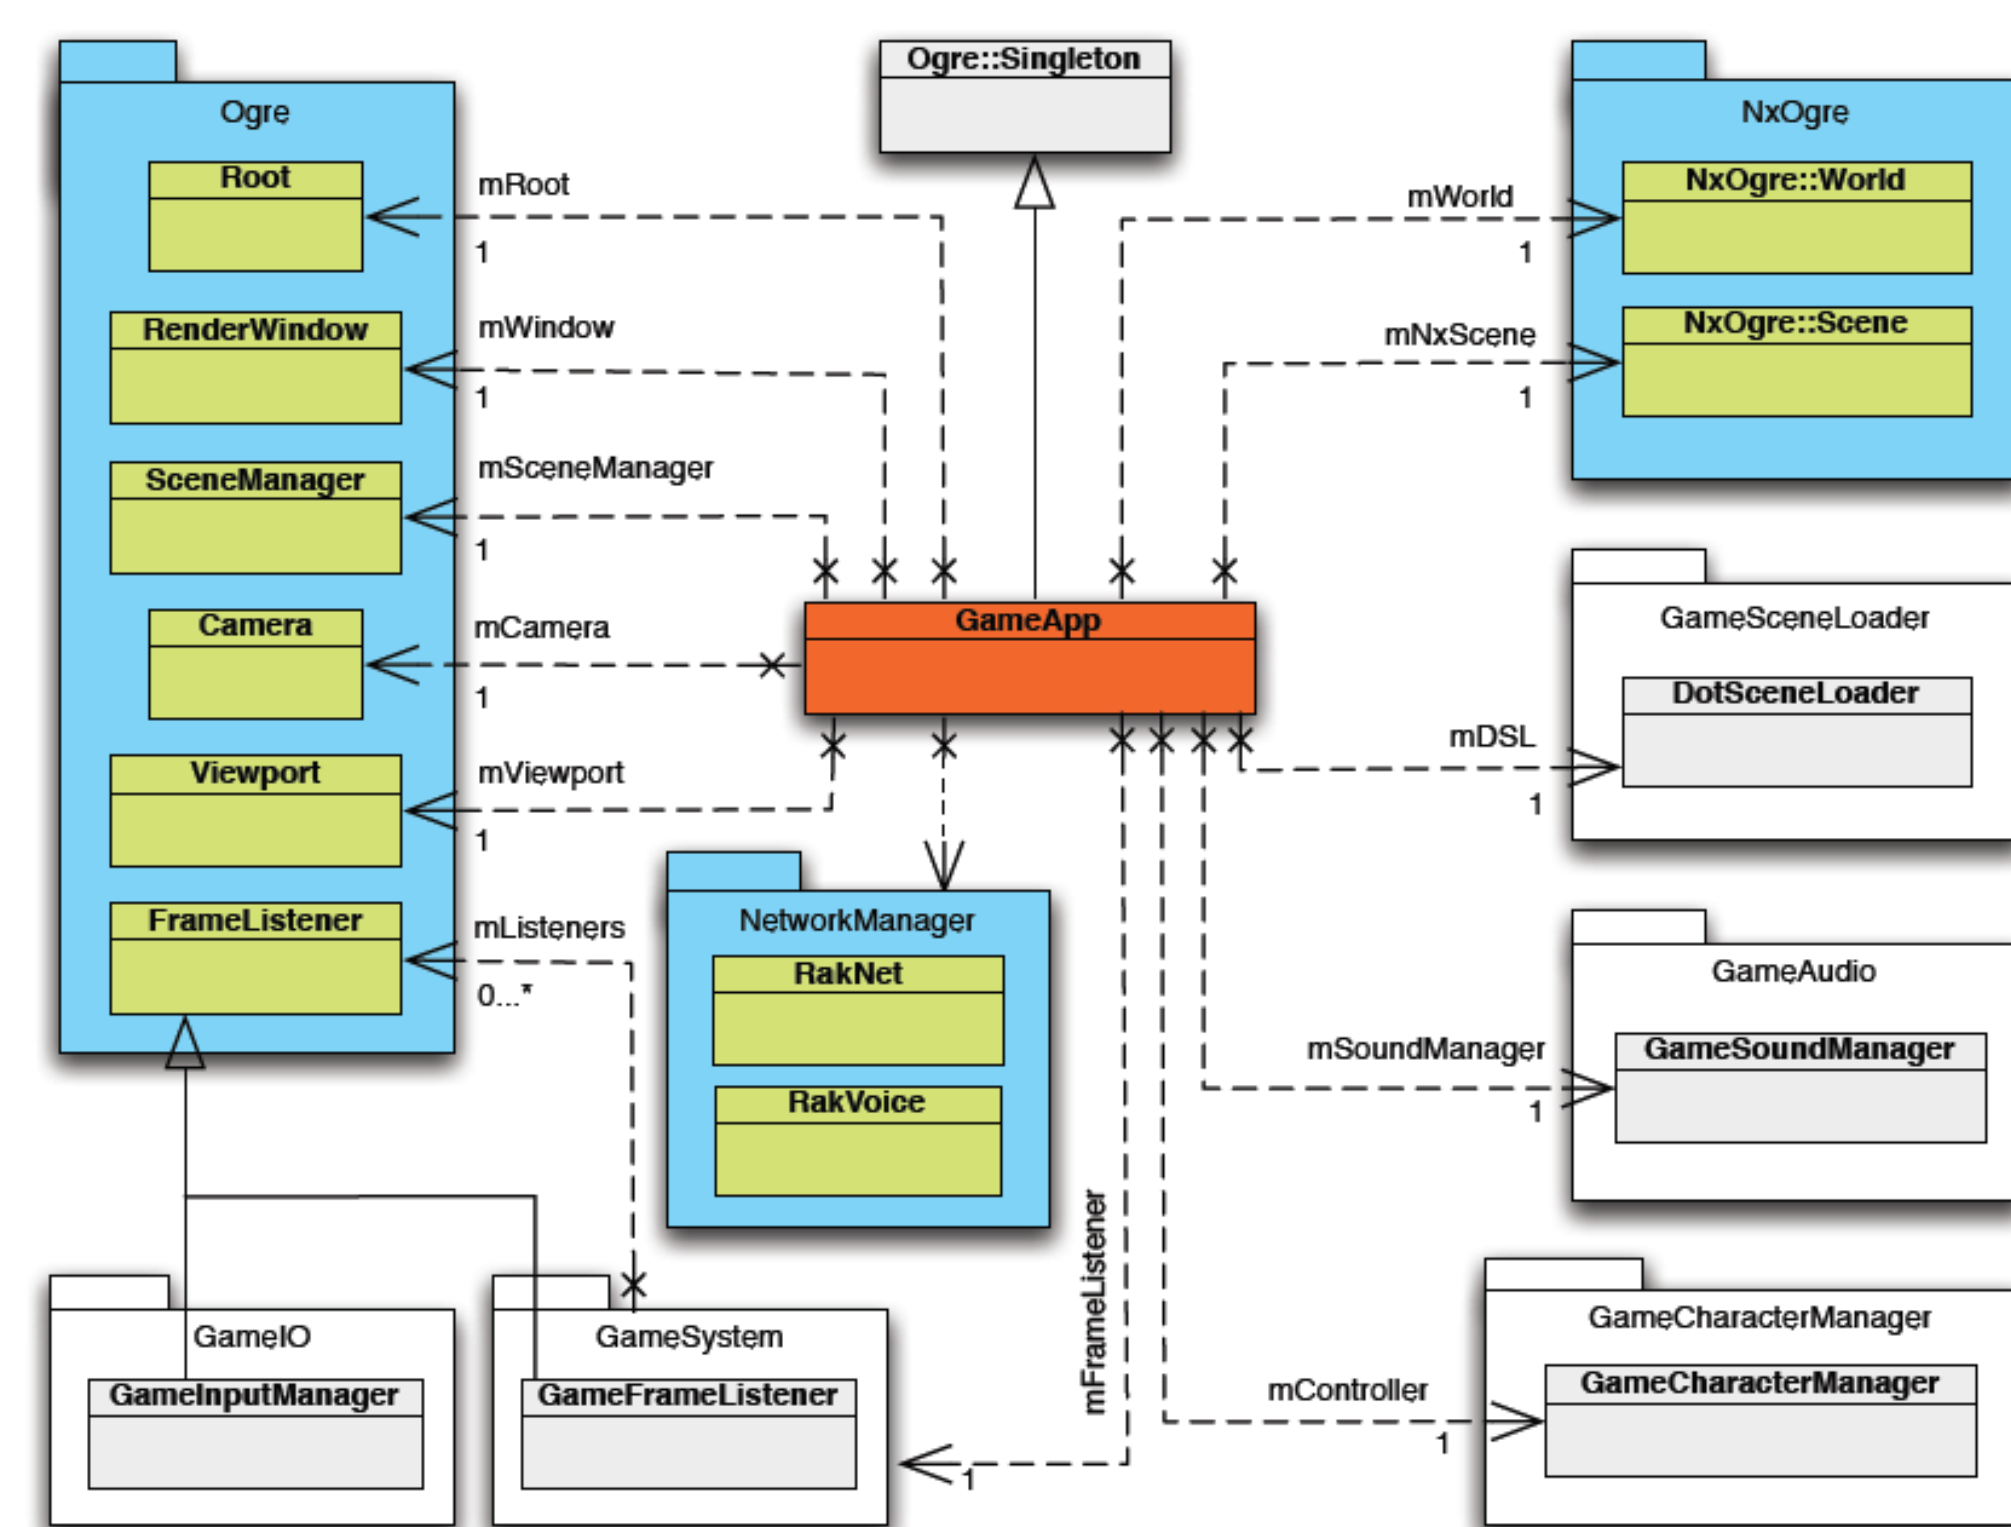 Ogre
Root
RenderWindow
SceneManager
Camera
Viewport
FrameListener
mRoot
1
mWindow
1
mSceneManager
1
mCamera
1
mViewport
1
mListeners
0...*
Ogre::Singleton
GameApp
NetworkManager
RakNet
RakVoice
NxOgre
NxOgre::World
NxOgre::Scene
mWorld
1
mNxScene
1
GameSceneLoader
DotSceneLoader
mDSL
1
GameAudio
GameSoundManager
mSoundManager
1
GameCharacterManager
GameCharacterManager
mController
1
mFrameListener
1
GameIO
GameInputManager
GameSystem
GameFrameListener